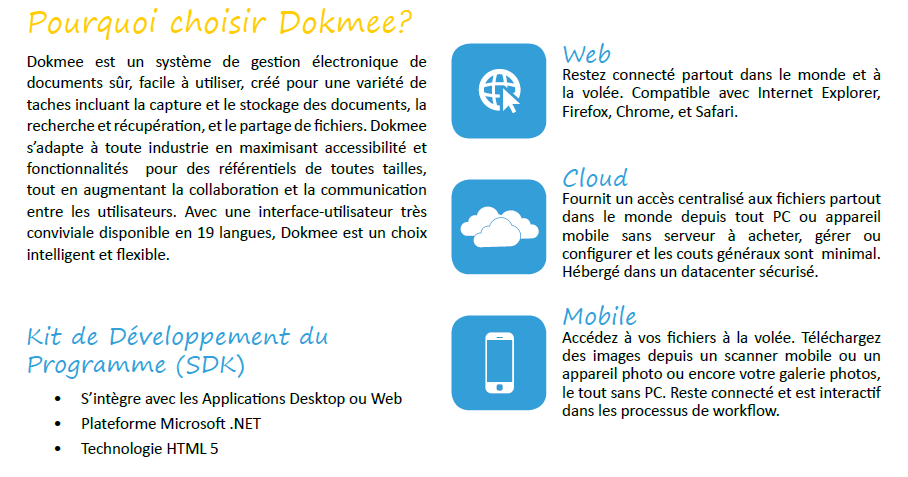 Pourquoi choisir Dokmee?
Dokmee est un système de gestion électronique de
documents sûr, facile à utiliser, créé pour une variété de
taches incluant la capture et le stockage des documents, la
recherche et récupération, et le partage de fichiers. Dokmee
s’adapte à toute industrie en maximisant accessibilité et
fonctionnalités pour des référentiels de toutes tailles,
tout en augmentant la collaboration et la communication
entre les utilisateurs. Avec une interface-utilisateur très
conviviale disponible en 19 langues, Dokmee est un choix
intelligent et flexible.
Kit de Développement du
Programme (SDK)
• S’intègre avec les Applications Desktop ou Web
• Plateforme Microsoft .NET
• Technologie HTML 5
Web
Restez connecté partout dans le monde et à
la volée. Compatible avec Internet Explorer,
Firefox, Chrome, et Safari.
Cloud
Fournit un accès centralisé aux fichiers partout
dans le monde depuis tout PC ou appareil
mobile sans serveur à acheter, gérer ou
configurer et les couts généraux sont minimal.
Hébergé dans un datacenter sécurisé.
Mobile
Accédez à vos fichiers à la volée. Téléchargez
des images depuis un scanner mobile ou un
appareil photo ou encore votre galerie photos,
le tout sans PC. Reste connecté et est interactif
dans les processus de workflow.